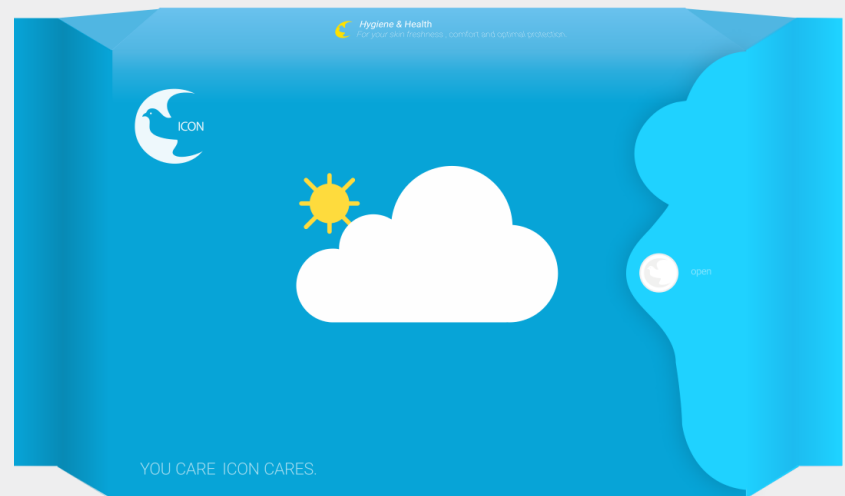 Hygiene & Health
For your skin freshness, comfort and optimal protection.
ICON
open
YOU CARE ICON CARES.